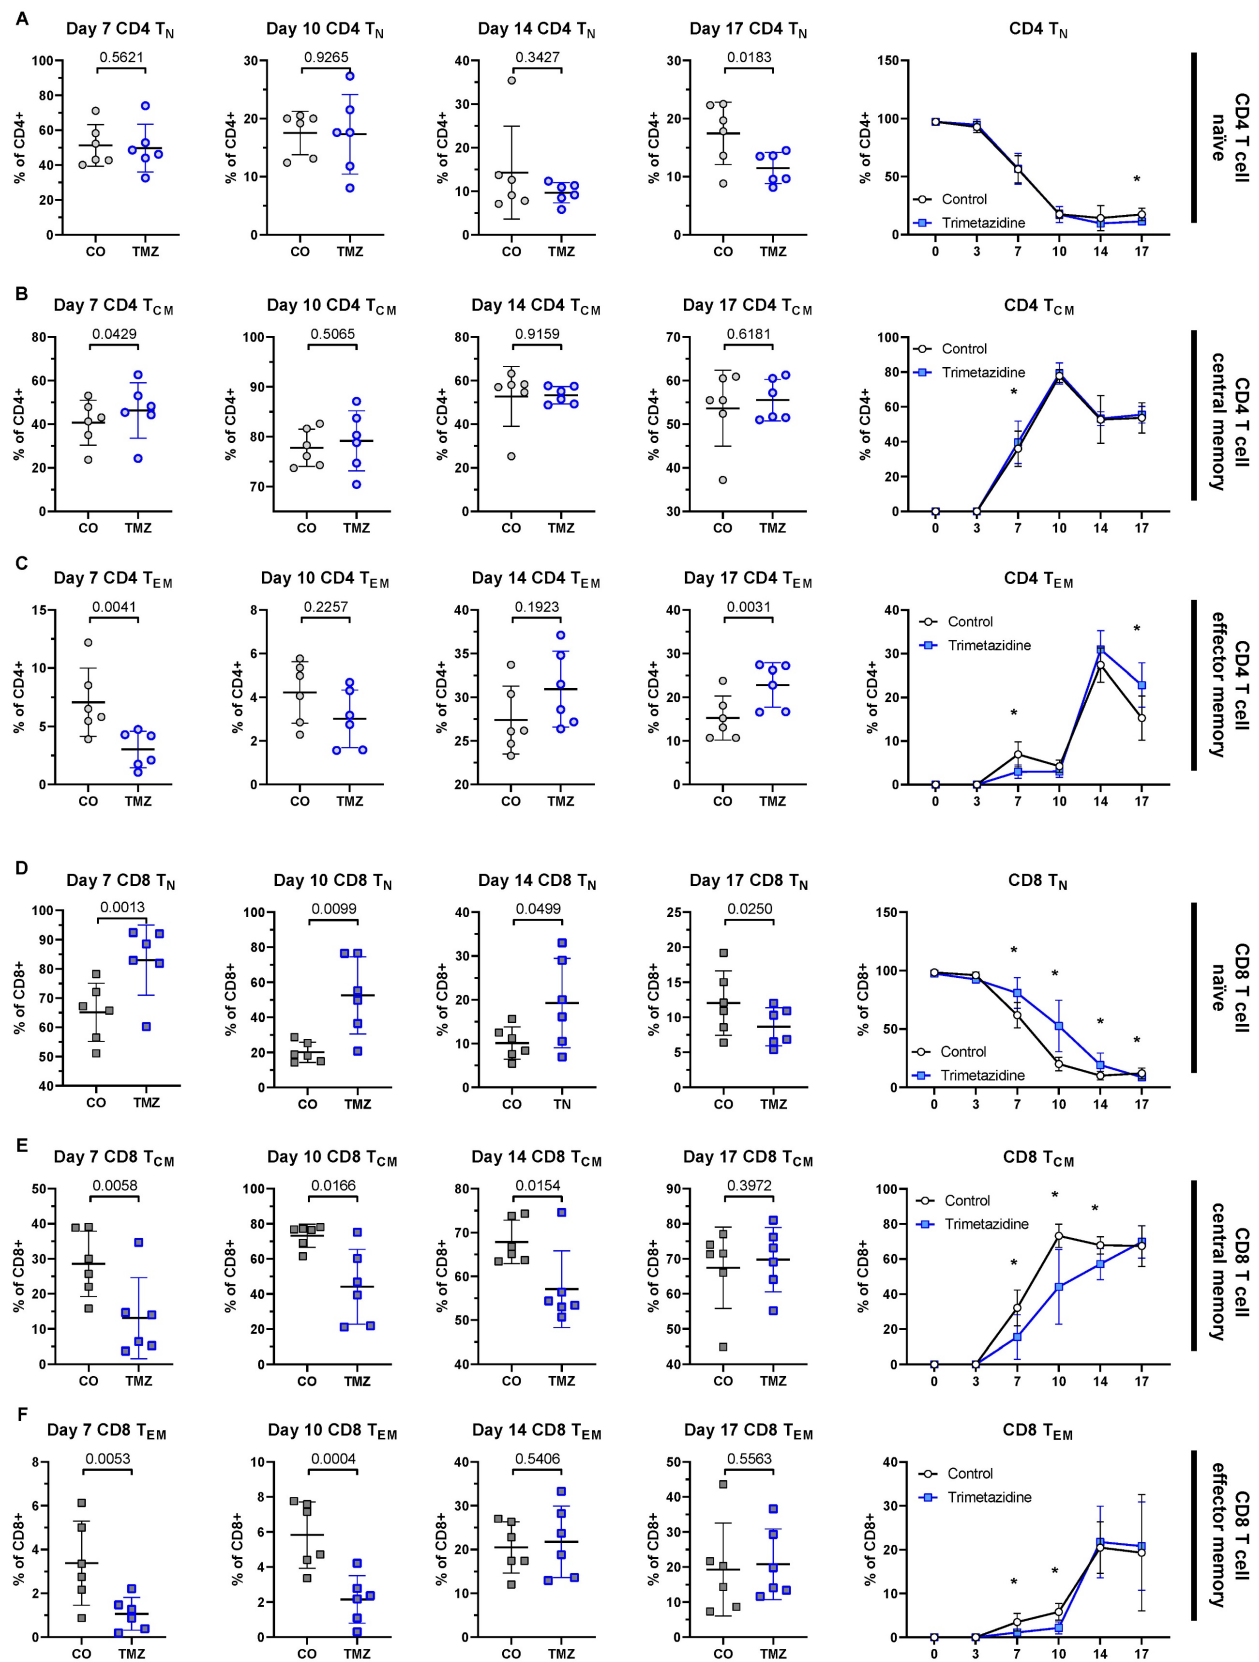 A
Day 7 CD4 TN
Day 10 CD4 TN
Day 14 CD4 TN
Day 17 CD4 TN
CD4 TN
0.5621
0.9265
0.3427
0.0183
% of CD4+
100
80
60
40
20
0
CO
TMZ
% of CD4+
30
20
10
0
CO
TMZ
% of CD4+
40
30
20
10
0
CO
TMZ
% of CD4+
30
20
10
0
CO
TMZ
% of CD4+
150
100
50
0
*
Control
Trimetazidine
0 3 7 10 14 17
CD4 T cell
naïve
B
Day 7 CD4 TCM
Day 10 CD4 TCM
Day 14 CD4 TCM
Day 17 CD4 TCM
CD4 TCM
0.0429
0.5065
0.9159
0.6181
% of CD4+
80
60
40
20
0
CO
TMZ
% of CD4+
100
90
80
70
0
CO
TMZ
% of CD4+
80
60
40
20
0
CO
TMZ
% of CD4+
70
60
50
40
30
CO
TMZ
% of CD4+
100
80
60
40
20
0
Control
Trimetazidine
*
0 3 7 10 14 17
CD4 T cell
central memory
C
Day 7 CD4 TEM
Day 10 CD4 TEM
Day 14 CD4 TEM
Day 17 CD4 TEM
CD4 TEM
0.0041
0.2257
0.1923
0.0031
% of CD4+
15
10
5
0
CO
TMZ
% of CD4+
8
6
4
2
0
CO
TMZ
% of CD4+
40
35
30
25
20
CO
TMZ
% of CD4+
40
30
20
10
0
CO
TMZ
% of CD4+
40
30
20
10
0
Control
Trimetazidine
*
*
0 3 7 10 14 17
CD4 T cell
effector memory
D
Day 7 CD8 TN
Day 10 CD8 TN
Day 14 CD8 TN
Day 17 CD8 TN
CD8 TN
0.0013
0.0099
0.0499
0.0250
% of CD8+
100
90
80
70
60
50
40
CO
TMZ
% of CD8+
100
80
60
40
20
0
CO
TMZ
% of CD8+
40
30
20
10
0
CO
TN
% of CD8+
25
20
15
10
5
0
CO
TMZ
% of CD8+
150
100
50
0
*
*
*
*
Control
Trimetazidine
0 3 7 10 14 17
CD8 T cell
naïve
E
Day 7 CD8 TCM
Day 10 CD8 TCM
Day 14 CD8 TCM
Day 17 CD8 TCM
CD8 TCM
0.0058
0.0166
0.0154
0.3972
% of CD8+
50
40
30
20
10
0
CO
TMZ
% of CD8+
100
80
60
40
20
0
CO
TMZ
% of CD8+
80
70
60
50
40
CO
TMZ
% of CD8+
90
80
70
60
50
40
CO
TMZ
% of CD8+
100
80
60
40
20
0
Control
Trimetazidine
*
*
*
0 3 7 10 14 17
CD8 T cell
central memory
F
Day 7 CD8 TEM
Day 10 CD8 TEM
Day 14 CD8 TEM
Day 17 CD8 TEM
CD8 TEM
0.0053
0.0004
0.5406
0.5563
% of CD8+
8
6
4
2
0
CO
TMZ
% of CD8+
10
8
6
4
2
0
CO
TMZ
% of CD8+
40
30
20
10
0
CO
TMZ
% of CD8+
50
40
30
20
10
0
CO
TMZ
% of CD8+
40
30
20
10
0
Control
Trimetazidine
*
*
0 3 7 10 14 17
CD8 T cell
effector memory